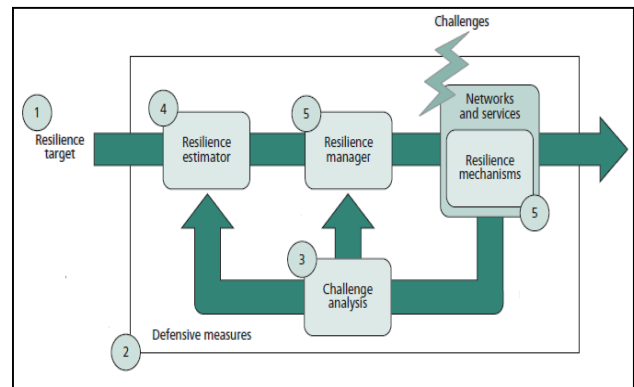 Challenges
1
Resilience
target
4
Resilience
estimator
5
Resilience
manager
Networks
and services
Resilience
mechanisms
5
3
Challenge
analysis
Defensive measures
2